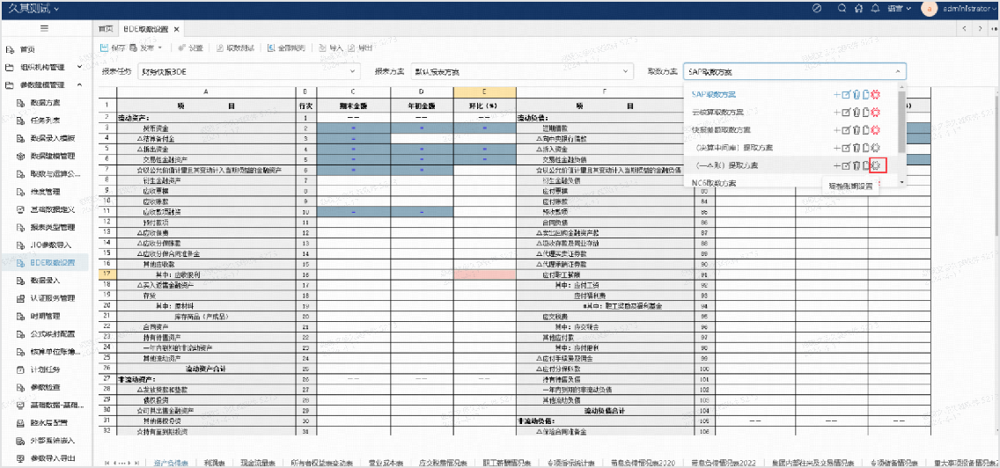 久其测试
语言
administrator
首页 BDE取数设置 ×
保存 发布 设置 取数测试 全部规则 导入 导出
报表任务 财务快报BDE 报表方案 默认报表方案 取数方案 SAP取数方案
首页
组织机构管理
参数建模管理
数据方案
任务列表
数据录入模板
数据建模管理
取数与运算公...
维度管理
基础数据定义
报表类型管理
JIO参数导入
BDE取数设置
数据录入
认证服务管理
时期管理
公式映射配置
核算单位账簿...
计划任务
参数检查
基础数据-基础...
外部系统嵌入
参数导入导出
A B C D E F
1 项 目 行次 期末金额 年初金额 环比（%） 项 目
2 流动资产: 1 —— —— —— 流动负债:
3 货币资金 2 = = = 短期借款
4 △结算备付金 3 = △向中央银行借款
5 △拆出资金 4 = = = △拆入资金
6 交易性金融资产 5 = = = 交易性金融负债
7 ☆以公允价值计量且其变动计入当期损益的金融资产 6 = = ☆以公允价值计量且其变动计入当期损益的金融负债
8 衍生金融资产 7 衍生金融负债
9 应收票据 8 应付票据
10 应收账款 9 应付账款 84
11 应收款项融资 10 = = 预收款项 85
12 预付款项 11 合同负债 86
13 △应收保费 12 △卖出回购金融资产款 87
14 △应收分保账款 13 △吸收存款及同业存放 88
15 △应收分保合同准备金 14 △代理买卖证券款 89
16 其他应收款 15 △代理承销证券款 90
17 其中: 应收股利 16 应付职工薪酬 91
18 △买入返售金融资产 17 其中: 应付工资 92
19 存货 18 应付福利费 93
20 其中: 原材料 19 #其中: 职工奖励及福利基金 94
21 库存商品（产成品） 20 应交税费 95
22 合同资产 21 其中: 应交税金 96
23 持有待售资产 22 其他应付款 97
24 一年内到期的非流动资产 23 其中: 应付股利 98
25 其他流动资产 24 △应付手续费及佣金 99
26 流动资产合计 25 △应付分保账款 100
27 非流动资产: 26 —— —— —— 持有待售负债 101
28 △发放贷款和垫款 27 一年内到期的非流动负债 102
29 债权投资 28 其他流动负债 103
30 ☆可供出售金融资产 29 流动负债合计 104
31 其他债权投资 30 非流动负债: 105 —— —— ——
32 ☆持有至到期投资 31 △保险合同准备金 106
SAP取数方案
云核算取数方案
快报差额取数方案
（决算中间库）提取方案
（一本账）提取方案
NC6取数方案
调整账期设置
资产负债表 利润表 现金流量表 所有者权益变动表 营业成本表 应交税费情况表 职工薪酬情况表 专项指标统计表 带息负债情况表2020 带息负债情况表2022 集团内部往来及交易情况表 专项储备情况表 重大事项报备情况表2